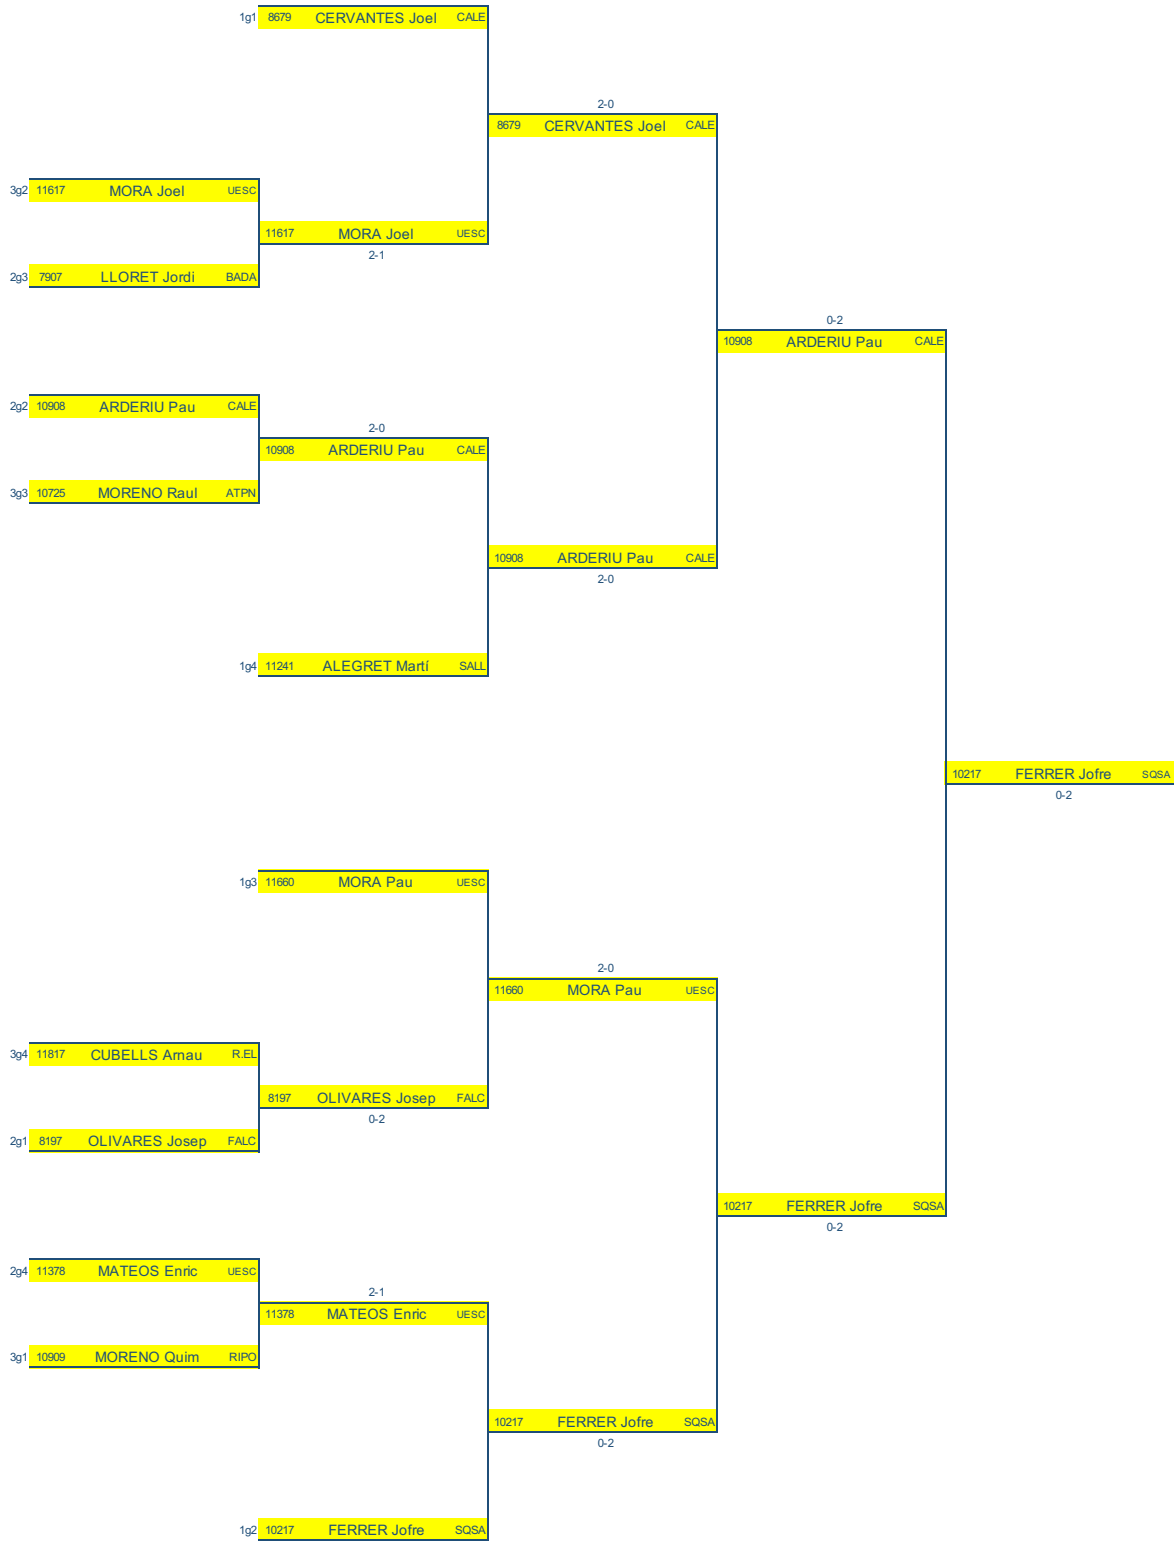 1g1 8679 CERVANTES Joel CALE
2-0
8679 CERVANTES Joel CALE
3g2 11617 MORA Joel UESC
11617 MORA Joel UESC
2-1
2g3 7907 LLORET Jordi BADA
0-2
10908 ARDERIU Pau CALE
2g2 10908 ARDERIU Pau CALE
2-0
10908 ARDERIU Pau CALE
3g3 10725 MORENO Raul ATPN
10908 ARDERIU Pau CALE
2-0
1g4 11241 ALEGRET Martí SALL
10217 FERRER Jofre SQSA
0-2
1g3 11660 MORA Pau UESC
2-0
11660 MORA Pau UESC
3g4 11817 CUBELLS Arnau R.EL
8197 OLIVARES Josep FALC
0-2
2g1 8197 OLIVARES Josep FALC
10217 FERRER Jofre SQSA
0-2
2g4 11378 MATEOS Enric UESC
2-1
11378 MATEOS Enric UESC
3g1 10909 MORENO Quim RIPO
10217 FERRER Jofre SQSA
0-2
1g2 10217 FERRER Jofre SQSA